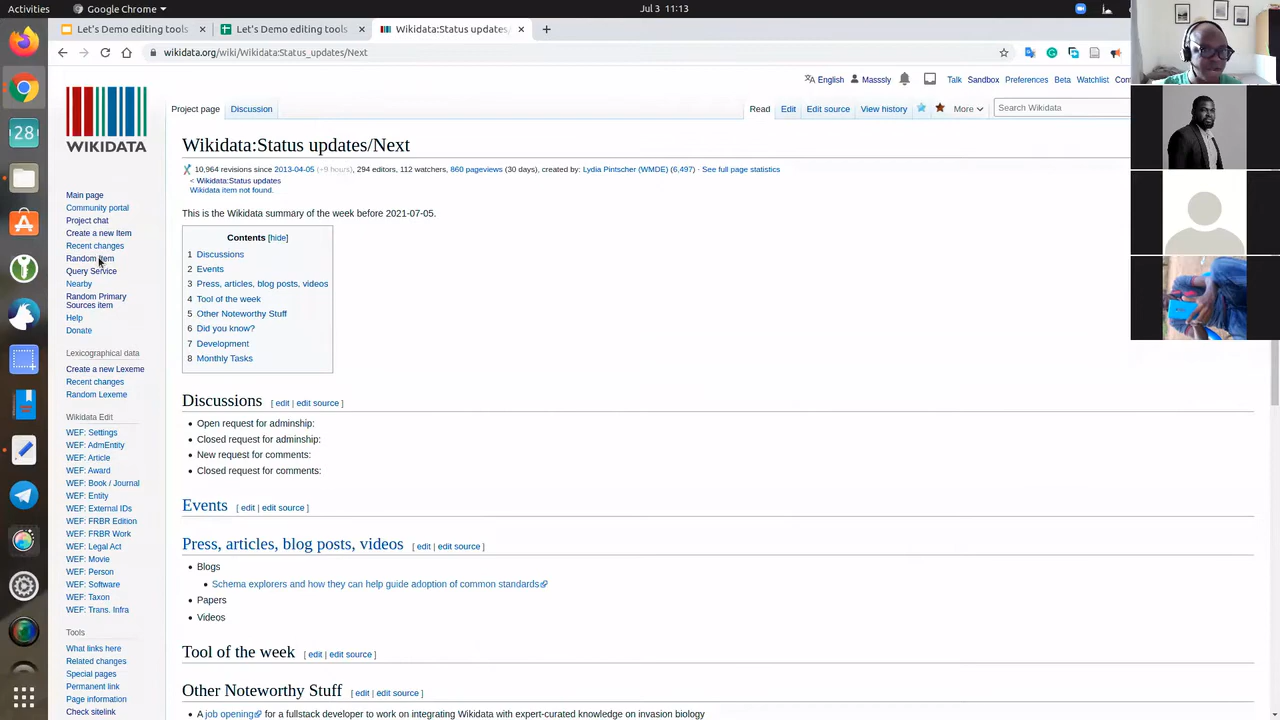 Activities
Google Chrome
Jul 3 11:13
Let's Demo editing tools
Let's Demo editing tools
Wikidata:Status updates/
wikidata.org/wiki/Wikidata:Status_updates/Next
English Masssly Talk Sandbox Preferences Beta Watchlist
Project page Discussion Read Edit Edit source View history More Search Wikidata
WIKIDATA
Wikidata:Status updates/Next
10,964 revisions since 2013-04-05 (+9 hours), 294 editors, 112 watchers, 860 pageviews (30 days), created by: Lydia Pintscher (WMDE) (6,497) · See full page statistics
< Wikidata:Status updates
Wikidata item not found.
This is the Wikidata summary of the week before 2021-07-05.
Contents [hide]
1 Discussions
2 Events
3 Press, articles, blog posts, videos
4 Tool of the week
5 Other Noteworthy Stuff
6 Did you know?
7 Development
8 Monthly Tasks
Discussions [ edit | edit source ]
Open request for adminship:
Closed request for adminship:
New request for comments:
Closed request for comments:
Events [ edit | edit source ]
Press, articles, blog posts, videos [ edit | edit source ]
Blogs
Schema explorers and how they can help guide adoption of common standards
Papers
Videos
Tool of the week [ edit | edit source ]
Other Noteworthy Stuff [ edit | edit source ]
A job opening for a fullstack developer to work on integrating Wikidata with expert-curated knowledge on invasion biology
Main page
Community portal
Project chat
Create a new Item
Recent changes
Random Item
Query Service
Nearby
Random Primary
Sources item
Help
Donate
Lexicographical data
Create a new Lexeme
Recent changes
Random Lexeme
Wikidata Edit
WEF: Settings
WEF: AdmEntity
WEF: Article
WEF: Award
WEF: Book / Journal
WEF: Entity
WEF: External IDs
WEF: FRBR Edition
WEF: FRBR Work
WEF: Legal Act
WEF: Movie
WEF: Person
WEF: Software
WEF: Taxon
WEF: Trans. Infra
Tools
What links here
Related changes
Special pages
Permanent link
Page information
Check sitelink
28